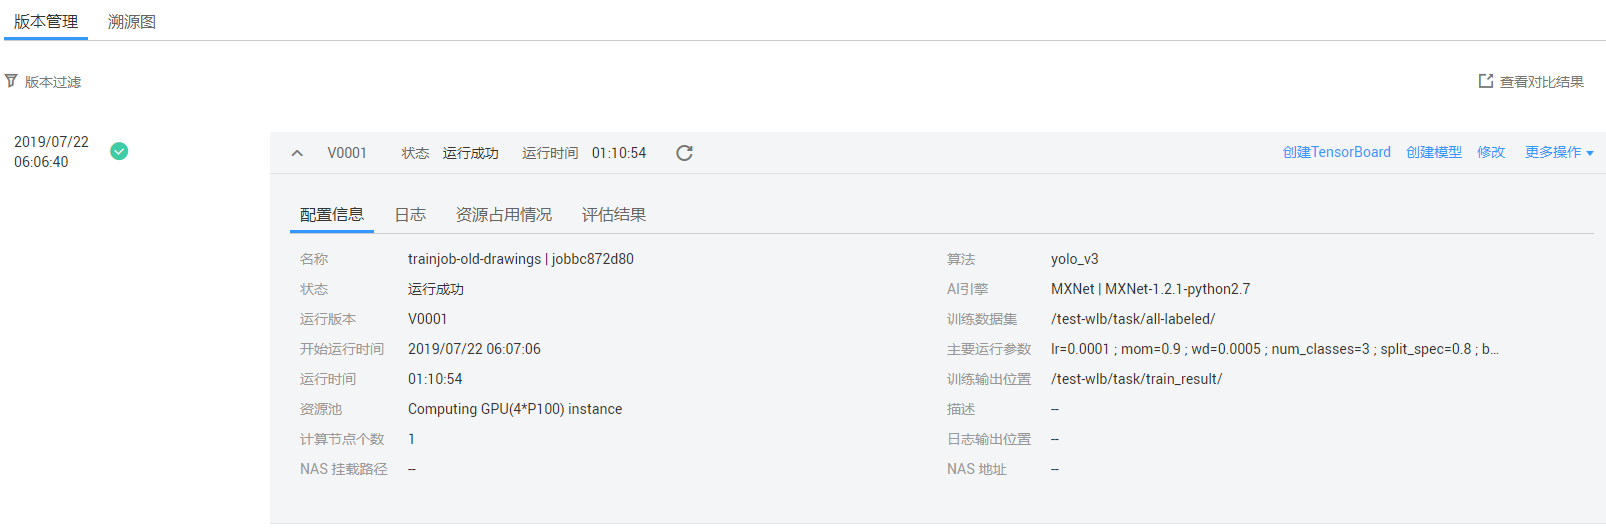 版本管理 溯源图
版本过滤 查看对比结果
2019/07/22
06:06:40
V0001 状态 运行成功 运行时间 01:10:54 创建TensorBoard 创建模型 修改 更多操作
配置信息 日志 资源占用情况 评估结果
名称 trainjob-old-drawings | jobbc872d80 算法 yolo_v3
状态 运行成功 AI引擎 MXNet | MXNet-1.2.1-python2.7
运行版本 V0001 训练数据集 /test-wlb/task/all-labeled/
开始运行时间 2019/07/22 06:07:06 主要运行参数 lr=0.0001 ; mom=0.9 ; wd=0.0005 ; num_classes=3 ; split_spec=0.8 ; b...
运行时间 01:10:54 训练输出位置 /test-wlb/task/train_result/
资源池 Computing GPU(4*P100) instance 描述 --
计算节点个数 1 日志输出位置 --
NAS 挂载路径 -- NAS 地址 --